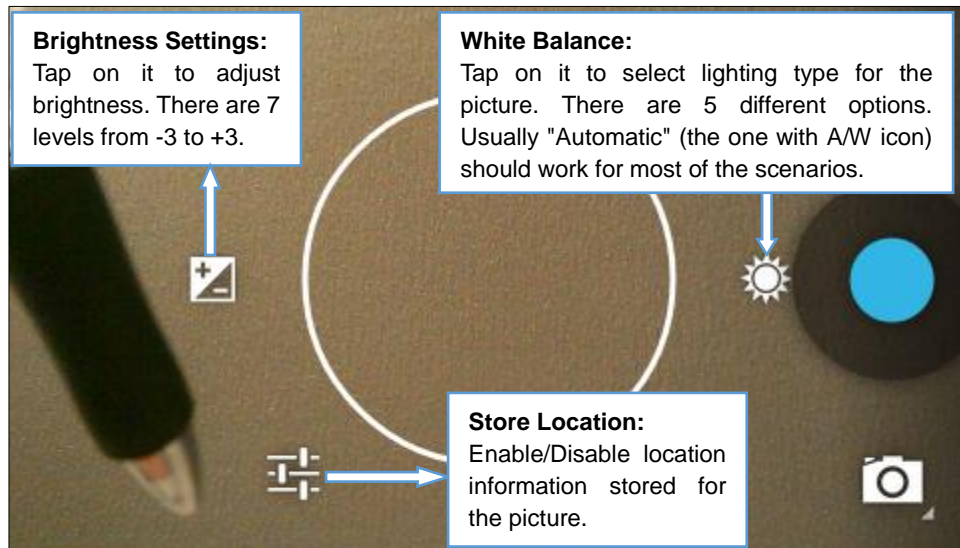 Brightness Settings:
Tap on it to adjust
brightness. There are 7
levels from -3 to +3.
White Balance:
Tap on it to select lighting type for the
picture. There are 5 different options.
Usually "Automatic" (the one with A/W icon)
should work for most of the scenarios.
Store Location:
Enable/Disable location
information stored for
the picture.